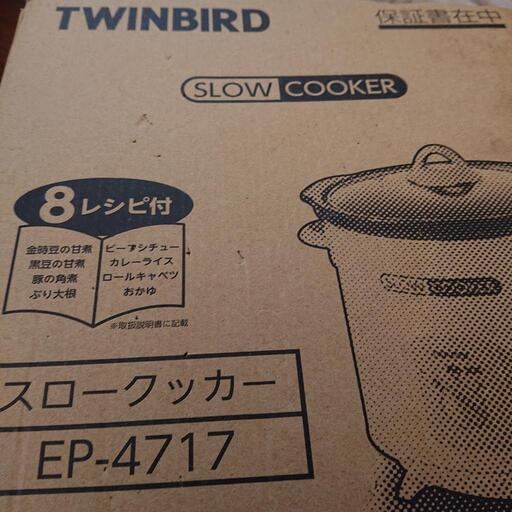 TWINBIRD
保証書在中
SLOW COOKER
8レシピ付
金時豆の甘煮
黒豆の甘煮
豚の角煮
ぶり大根
ビーフシチュー
カレーライス
ロールキャベツ
おかゆ
※取扱説明書に記載
スロークッカー
EP-4717